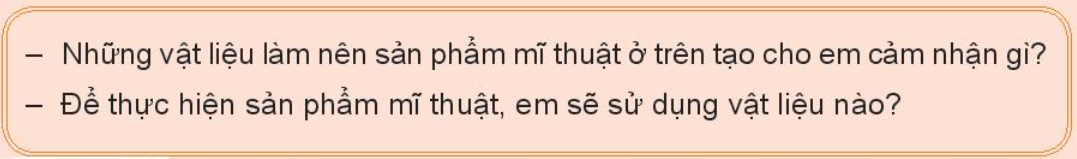 – Những vật liệu làm nên sản phẩm mĩ thuật ở trên tạo cho em cảm nhận gì?
– Để thực hiện sản phẩm mĩ thuật, em sẽ sử dụng vật liệu nào?